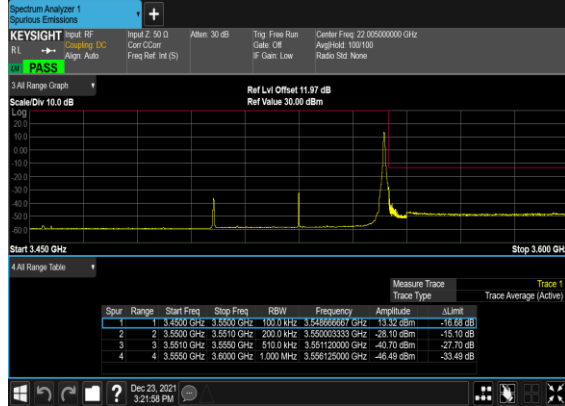 Spectrum Analyzer 1
Spurious Emissions
KEYSIGHT
RL
PASS
Input: RF
Coupling: DC
Align: Auto
Input Z: 50 Ω
Corr CCorr
Freq Ref: Int (S)
Atten: 30 dB
Trig: Free Run
Gate: Off
IF Gain: Low
Center Freq: 22.005000000 GHz
Avg|Hold: 100/100
Radio Std: None
3 All Range Graph
Scale/Div 10.0 dB
Ref Lvl Offset 11.97 dB
Ref Value 30.00 dBm
Log
20.0
10.0
0.00
-10.0
-20.0
-30.0
-40.0
-50.0
-60.0
Start 3.450 GHz
Stop 3.600 GH
4 All Range Table
Measure Trace Trace 1
Trace Type Trace Average (Active)
Spur Range Start Freq Stop Freq RBW Frequency Amplitude ΔLimit
1 1 3.4500 GHz 3.5500 GHz 100.0 kHz 3.548666667 GHz 13.32 dBm -16.68 dB
2 2 3.5500 GHz 3.5510 GHz 200.0 kHz 3.550003333 GHz -28.10 dBm -15.10 dB
3 3 3.5510 GHz 3.5550 GHz 510.0 kHz 3.551120000 GHz -40.70 dBm -27.70 dB
4 4 3.5550 GHz 3.6000 GHz 1.000 MHz 3.556125000 GHz -46.49 dBm -33.49 dB
?
Dec 23, 2021
3:21:58 PM